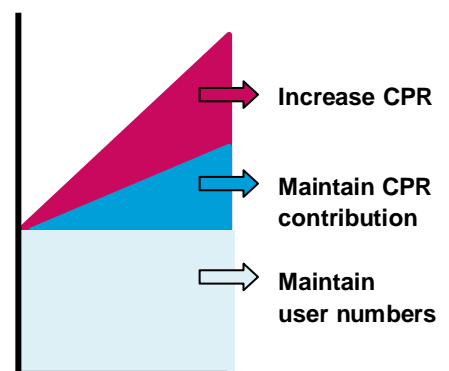 Increase CPR
Maintain CPR
contribution
Maintain
user numbers